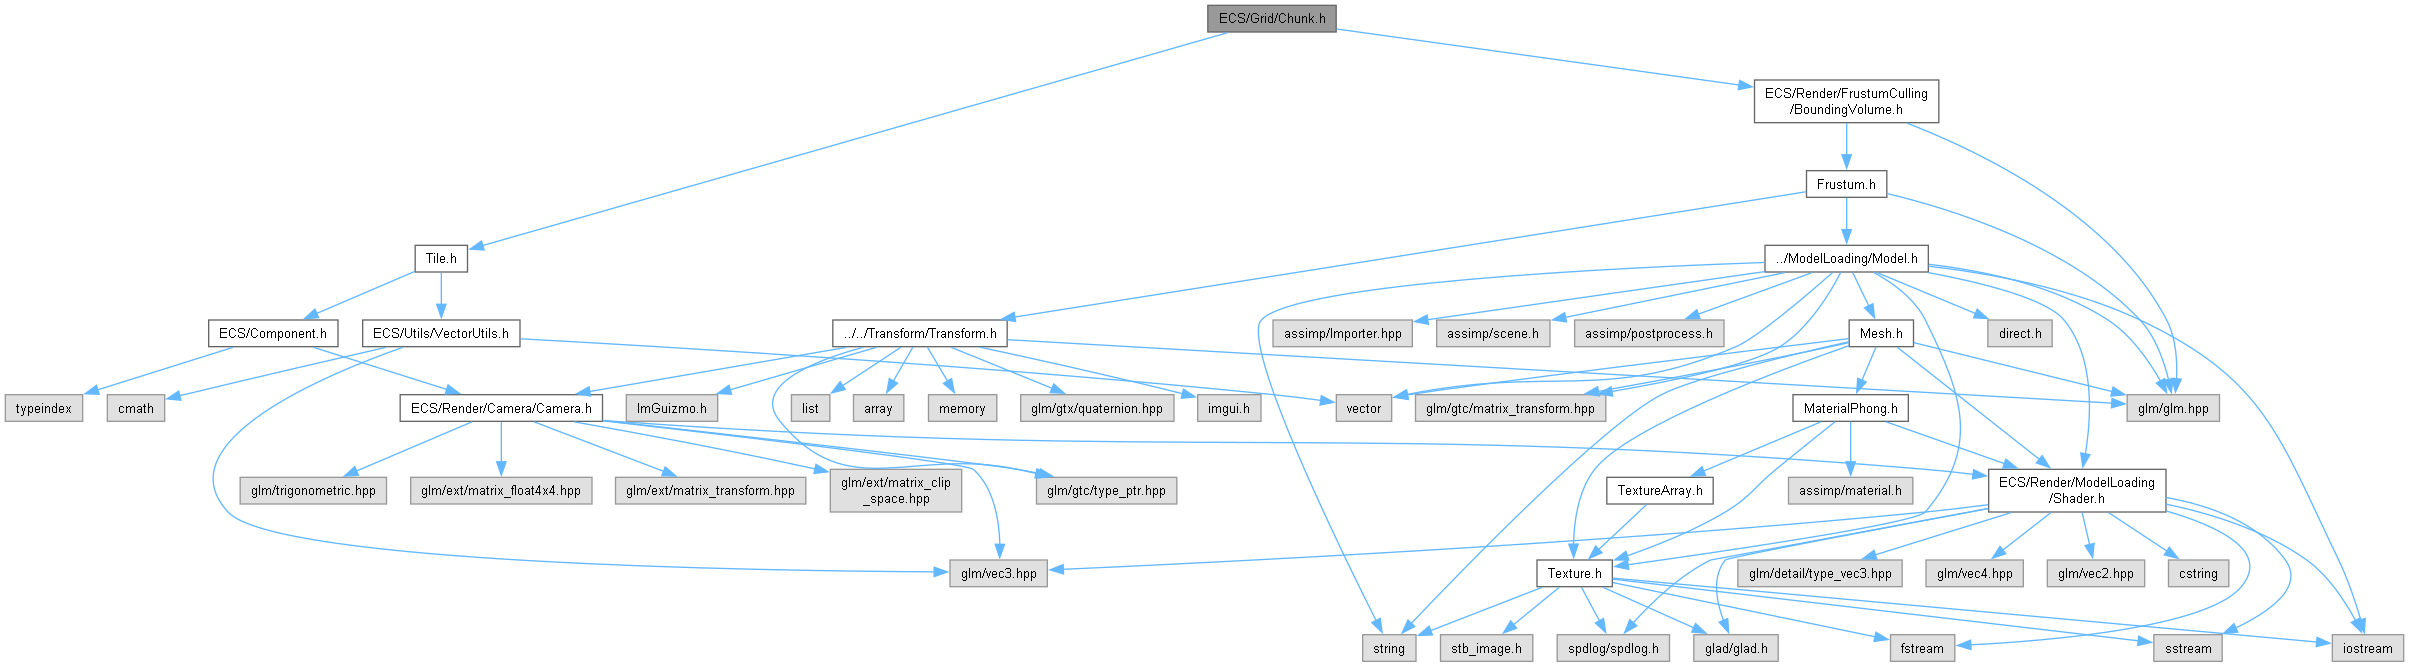 ECS/Grid/Chunk.h
ECS/Render/FrustumCulling
/BoundingVolume.h
Frustum.h
Tile.h
../ModelLoading/Model.h
ECS/Component.h
ECS/Utils/VectorUtils.h
../../Transform/Transform.h
assimp/Importer.hpp
assimp/scene.h
assimp/postprocess.h
Mesh.h
direct.h
typeindex
cmath
ECS/Render/Camera/Camera.h
ImGuizmo.h
list
array
memory
glm/gtx/quaternion.hpp
imgui.h
vector
glm/gtc/matrix_transform.hpp
MaterialPhong.h
glm/glm.hpp
glm/trigonometric.hpp
glm/ext/matrix_float4x4.hpp
glm/ext/matrix_transform.hpp
glm/ext/matrix_clip
_space.hpp
glm/gtc/type_ptr.hpp
TextureArray.h
assimp/material.h
ECS/Render/ModelLoading
/Shader.h
glm/vec3.hpp
Texture.h
glm/detail/type_vec3.hpp
glm/vec4.hpp
glm/vec2.hpp
cstring
string
stb_image.h
spdlog/spdlog.h
glad/glad.h
fstream
sstream
iostream